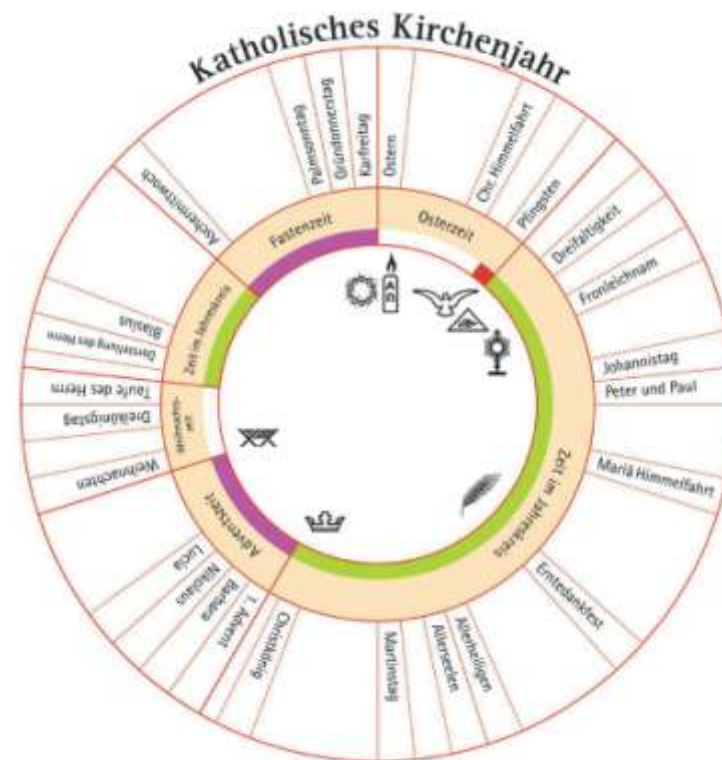 Katholisches Kirchenjahr
Ostern
Chr. Himmelfahrt
Pfingsten
Dreifaltigkeit
Fronleichnam
Johannistag
Peter und Paul
Mariä Himmelfahrt
Erntedankfest
Allerheiligen
Allerseelen
Martinstag
Christkönig
1. Advent
Barbara
Nikolaus
Lucia
Weihnachten
Dreikönigstag
Taufe des Herrn
Darstellung des Herrn
Blasius
Aschermittwoch
Palmsonntag
Gründonnerstag
Karfreitag
Osterzeit
Zeit im Jahreskreis
Adventszeit
Weihnachts-
zeit
Zeit im Jahreskreis
Fastenzeit
A Ω